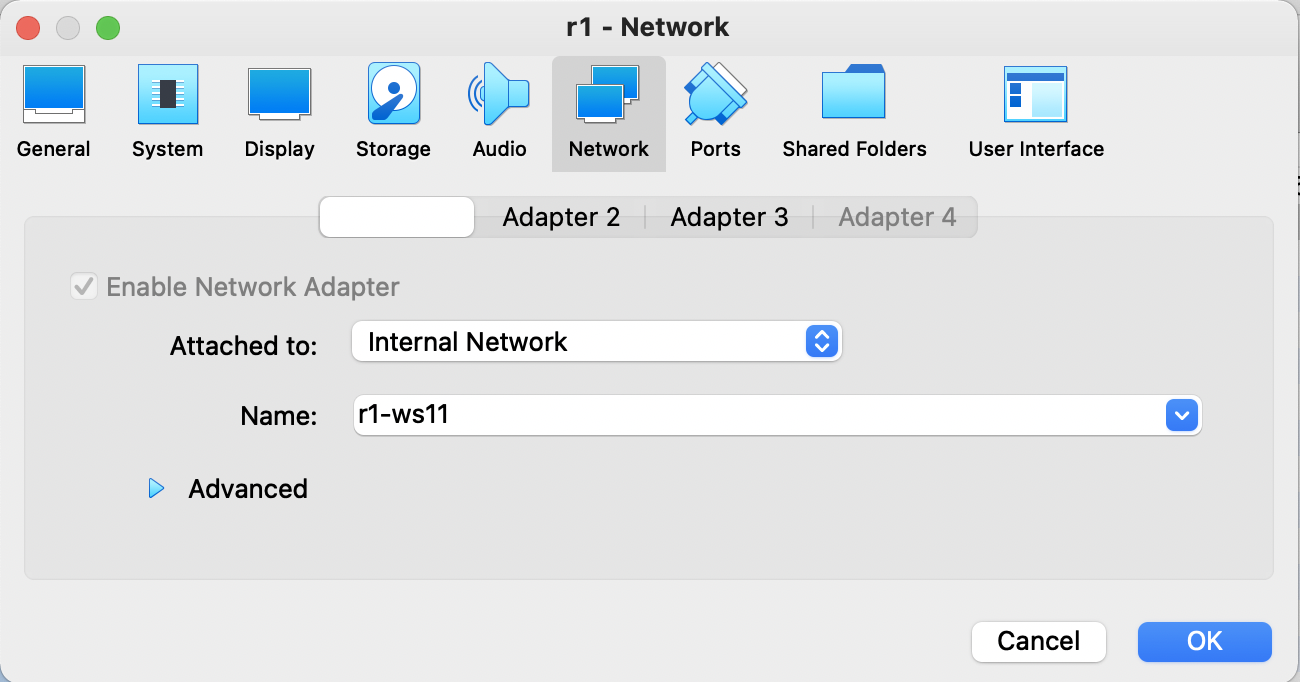 r1 - Network
General System Display Storage Audio Network Ports Shared Folders User Interface
Adapter 2 Adapter 3 Adapter 4
Enable Network Adapter
Attached to: Internal Network
Name: r1-ws11
Advanced
Cancel OK